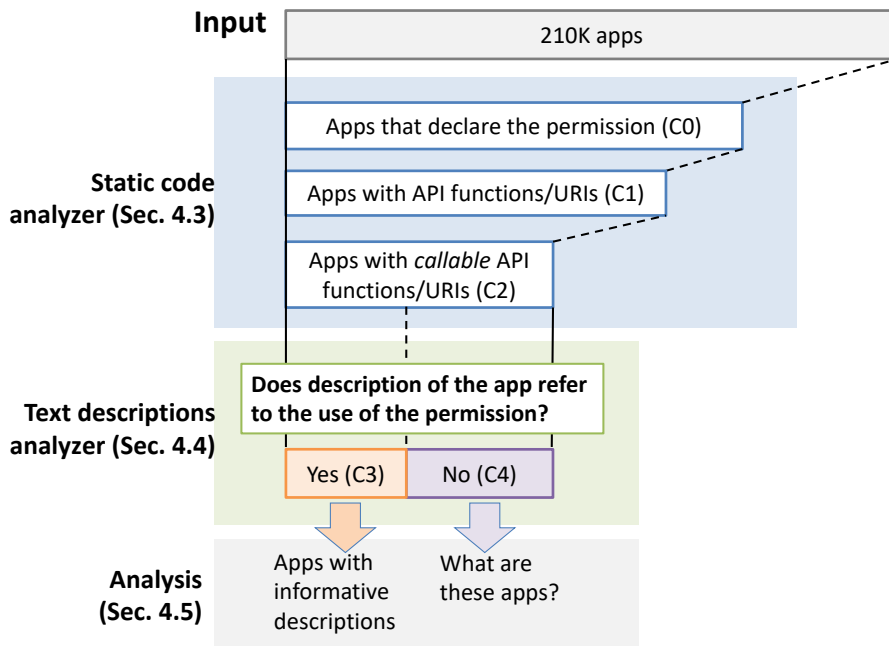 Input
210K apps
Apps that declare the permission (C0)
Static code
analyzer (Sec. 4.3)
Apps with API functions/URIs (C1)
Apps with callable API
functions/URIs (C2)
Text descriptions
analyzer (Sec. 4.4)
Does description of the app refer
to the use of the permission?
Yes (C3)
No (C4)
Analysis
(Sec. 4.5)
Apps with
informative
descriptions
What are
these apps?